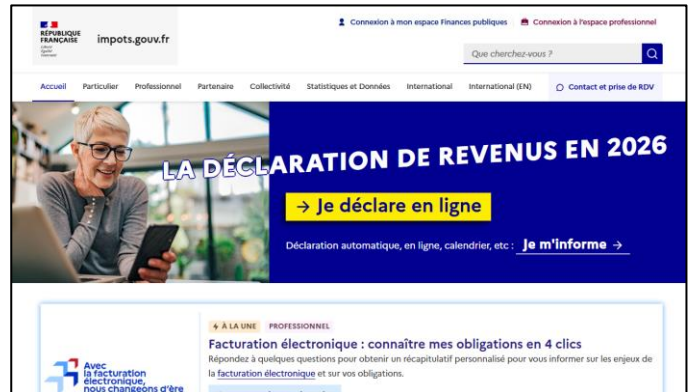 RÉPUBLIQUE
FRANÇAISE
Liberté
Égalité
Fraternité
impots.gouv.fr
Connexion à mon espace Finances publiques
Connexion à l'espace professionnel
Que cherchez-vous ?
Accueil Particulier Professionnel Partenaire Collectivité Statistiques et Données International International (EN) Contact et prise de RDV
LA DÉCLARATION DE REVENUS EN 2026
→ Je déclare en ligne
Déclaration automatique, en ligne, calendrier, etc : Je m'informe →
À LA UNE PROFESSIONNEL
Facturation électronique : connaître mes obligations en 4 clics
Répondez à quelques questions pour obtenir un récapitulatif personnalisé pour vous informer sur les enjeux de
la facturation électronique et sur vos obligations.
Avec
la facturation
électronique,
nous changeons d'ère